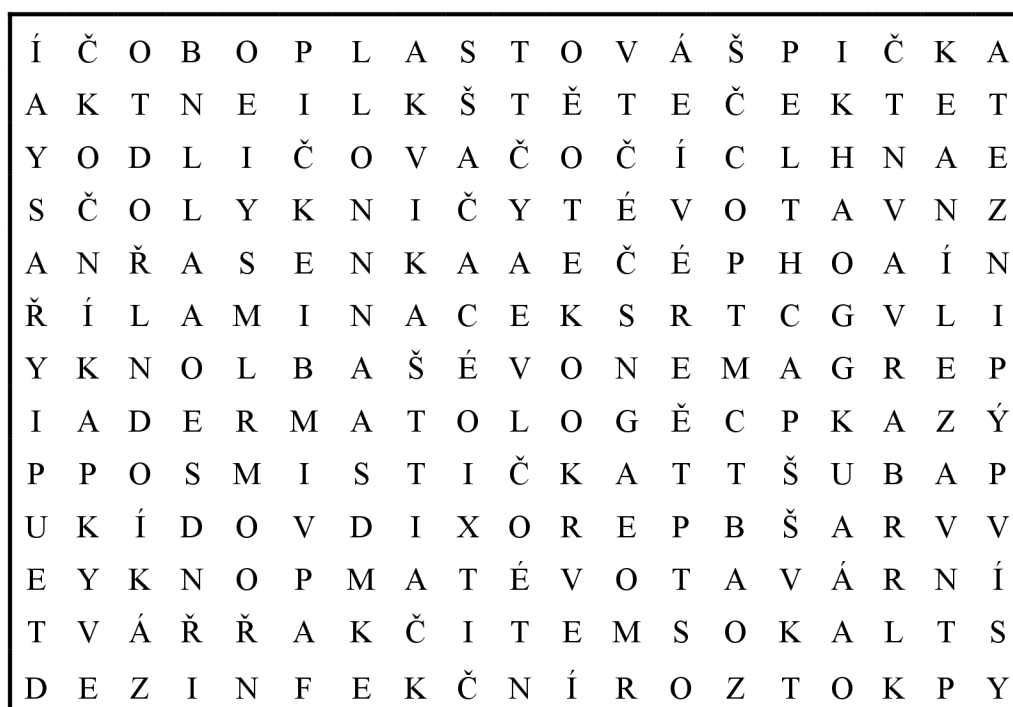 Í Č O B O P L A S T O V Á Š P I Č K A
A K T N E I L K Š T Ě T E Č E K T E T
Y O D L I Č O V A Č O Č Í C L H N A E
S Č O L Y K N I Č Y T É V O T A V N Z
A N Ř A S E N K A A E Č É P H O A Í N
Ř Í L A M I N A C E K S R T C G V L I
Y K N O L B A Š É V O N E M A G R E P
I A D E R M A T O L O G Ě C P K A Z Ý
P P O S M I S T I Č K A T T Š U B A P
U K Í D O V D I X O R E P B Š A R V V
E Y K N O P M A T É V O T A V Á R N Í
T V Á Ř Ř A K Č I T E M S O K A L T S
D E Z I N F E K Č N Í R O Z T O K P Y